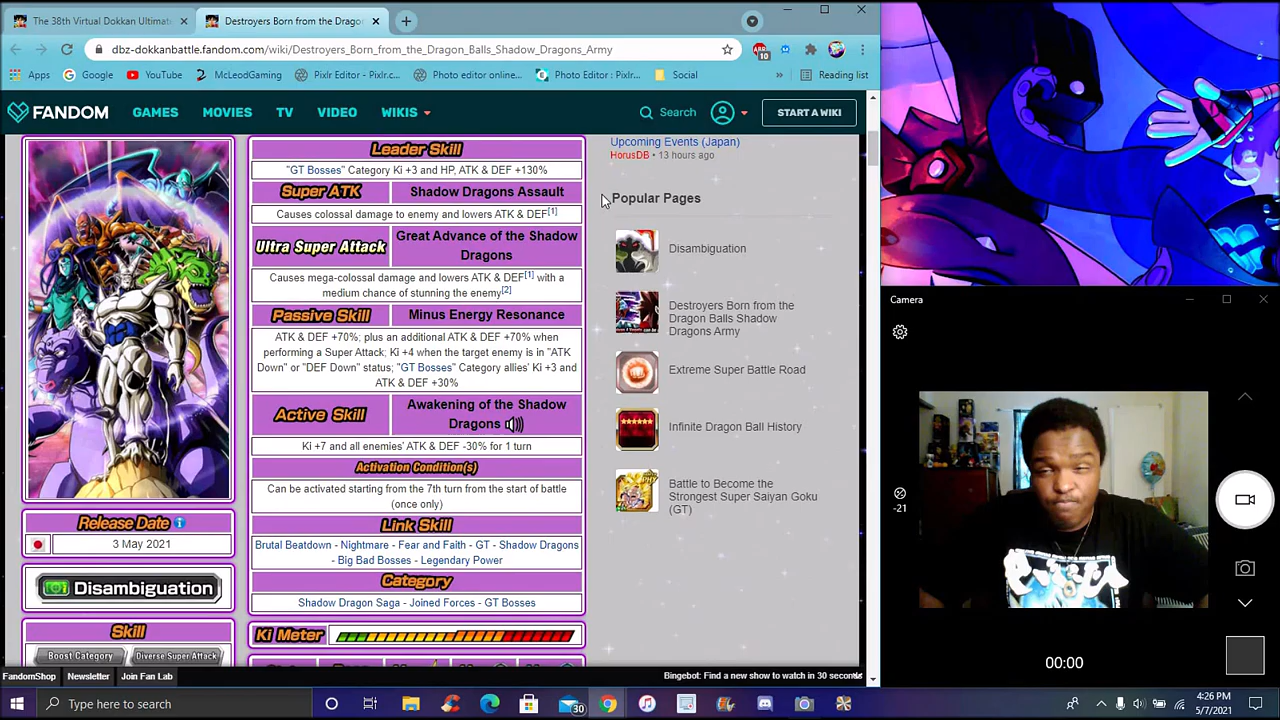 The 38th Virtual Dokkan Ultimat
Destroyers Born from the Drago
dbz-dokkanbattle.fandom.com/wiki/Destroyers_Born_from_the_Dragon_Balls_Shadow_Dragons_Army
10
Apps
Google
YouTube
McLeodGaming
Pixlr Editor - Pixlr.c...
Photo editor online...
Photo Editor : Pixlr...
Social
»
Reading list
FANDOM
GAMES
MOVIES
TV
VIDEO
WIKIS
Search
START A WIKI
Leader Skill
"GT Bosses" Category Ki +3 and HP, ATK & DEF +130%
Super ATK
Shadow Dragons Assault
Causes colossal damage to enemy and lowers ATK & DEF[1]
Ultra Super Attack
Great Advance of the Shadow
Dragons
Causes mega-colossal damage and lowers ATK & DEF[1] with a
medium chance of stunning the enemy[2]
Passive Skill
Minus Energy Resonance
ATK & DEF +70%; plus an additional ATK & DEF +70% when
performing a Super Attack; Ki +4 when the target enemy is in "ATK
Down" or "DEF Down" status; "GT Bosses" Category allies' Ki +3 and
ATK & DEF +30%
Active Skill
Awakening of the Shadow
Dragons
Ki +7 and all enemies' ATK & DEF -30% for 1 turn
Activation Condition(s)
Can be activated starting from the 7th turn from the start of battle
(once only)
Link Skill
Brutal Beatdown - Nightmare - Fear and Faith - GT - Shadow Dragons
- Big Bad Bosses - Legendary Power
Category
Shadow Dragon Saga - Joined Forces - GT Bosses
Ki Meter
Release Date
3 May 2021
Disambiguation
Skill
Boost Category
Diverse Super Attack
Upcoming Events (Japan)
HorusDB • 13 hours ago
Popular Pages
Disambiguation
Destroyers Born from the
Dragon Balls Shadow
Dragons Army
Extreme Super Battle Road
Infinite Dragon Ball History
Battle to Become the
Strongest Super Saiyan Goku
(GT)
FandomShop
Newsletter
Join Fan Lab
Bingebot: Find a new show to watch in 30 seconds
Camera
-21
00:00
Type here to search
30
4:26 PM
5/7/2021